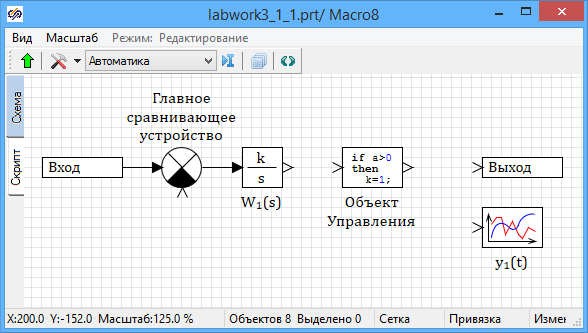 labwork3_1_1.prt/ Macro8
Вид Масштаб Режим: Редактирование
Автоматика
Схема
Скрипт
Главное
сравнивающее
устройство
Вход
k
s
W₁(s)
if a>0
then
k=1;
Объект
Управления
Выход
y₁(t)
X:200.0 Y:-152.0 Масштаб:125.0 % Объектов 8 Выделено 0 Сетка Привязка Измен